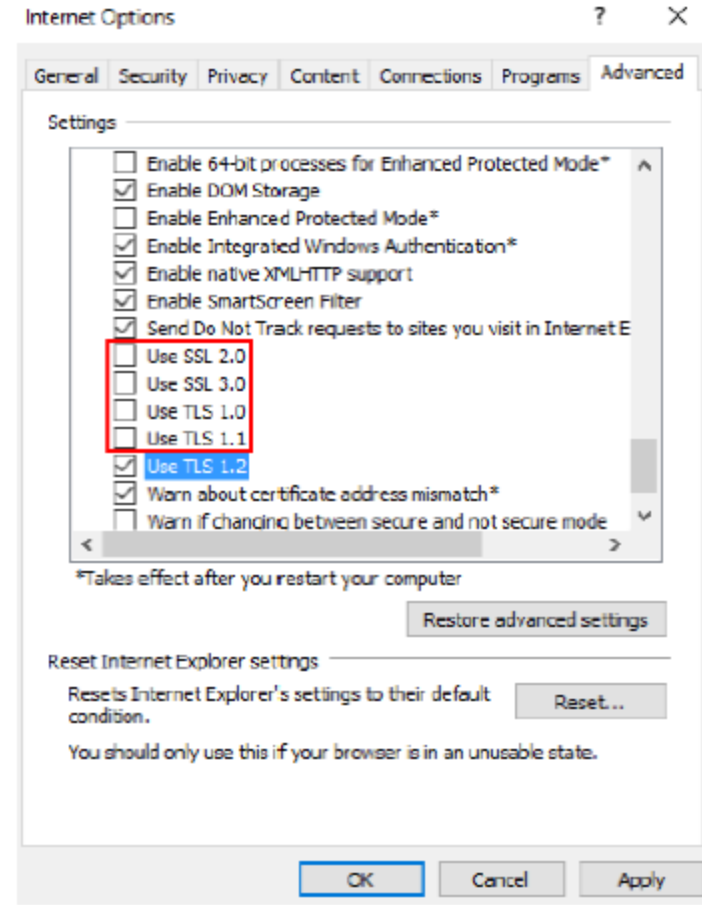 Internet Options
General Security Privacy Content Connections Programs Advanced
Settings
Enable 64-bit processes for Enhanced Protected Mode*
Enable DOM Storage
Enable Enhanced Protected Mode*
Enable Integrated Windows Authentication*
Enable native XMLHTTP support
Enable SmartScreen Filter
Send Do Not Track requests to sites you visit in Internet E
Use SSL 2.0
Use SSL 3.0
Use TLS 1.0
Use TLS 1.1
Use TLS 1.2
Warn about certificate address mismatch*
Warn if changing between secure and not secure mode
*Takes effect after you restart your computer
Restore advanced settings
Reset Internet Explorer settings
Resets Internet Explorer's settings to their default
condition.
Reset...
You should only use this if your browser is in an unusable state.
OK Cancel Apply